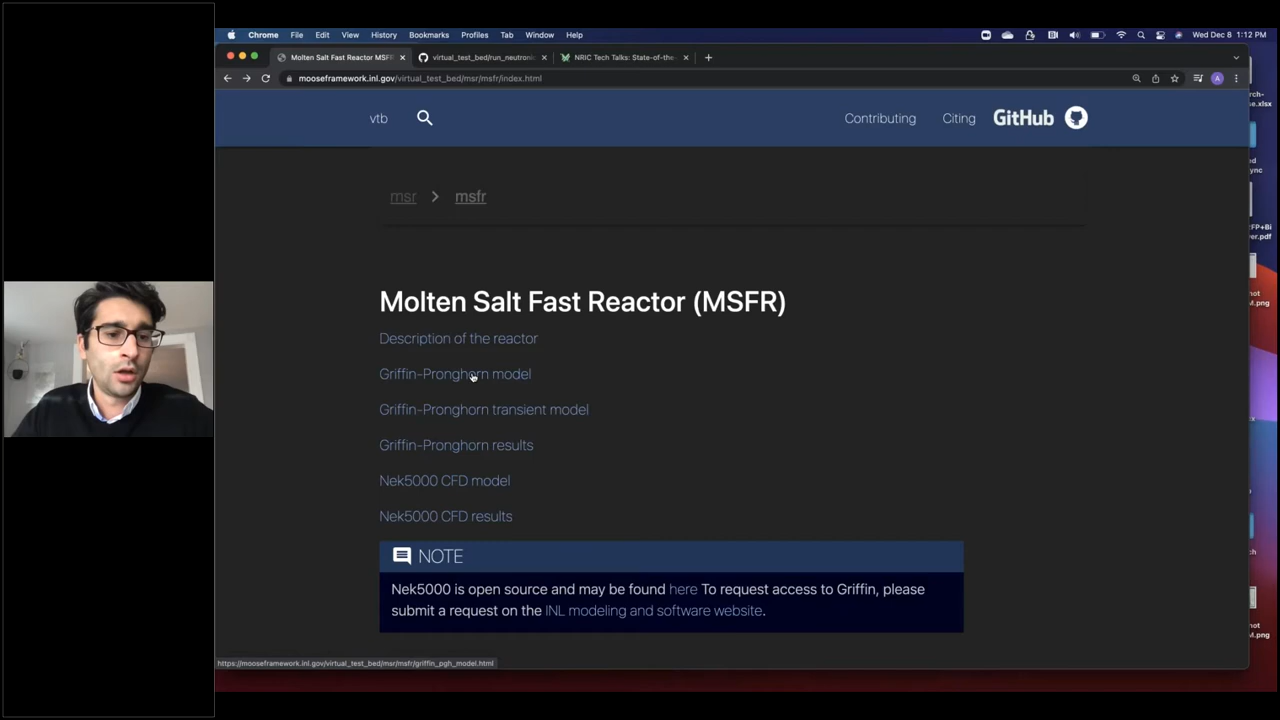 Chrome File Edit View History Bookmarks Profiles Tab Window Help Wed Dec 8 1:12 PM
Molten Salt Fast Reactor MSFR virtual_test_bed/run_neutroni NRIC Tech Talks: State-of-the-
mooseframework.inl.gov/virtual_test_bed/msr/msfr/index.html
vtb Contributing Citing GitHub
msr > msfr
Molten Salt Fast Reactor (MSFR)
Description of the reactor
Griffin-Pronghorn model
Griffin-Pronghorn transient model
Griffin-Pronghorn results
Nek5000 CFD model
Nek5000 CFD results
NOTE
Nek5000 is open source and may be found here To request access to Griffin, please
submit a request on the INL modeling and software website.
https://mooseframework.inl.gov/virtual_test_bed/msr/msfr/griffin_pgh_model.html